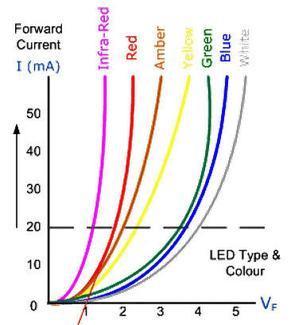 Forward
Current
I (mA)
Infra-Red
Red
Amber
Yellow
Green
Blue
White
50
40
30
20
10
0
1
2
3
4
5
V_F
LED Type &
Colour